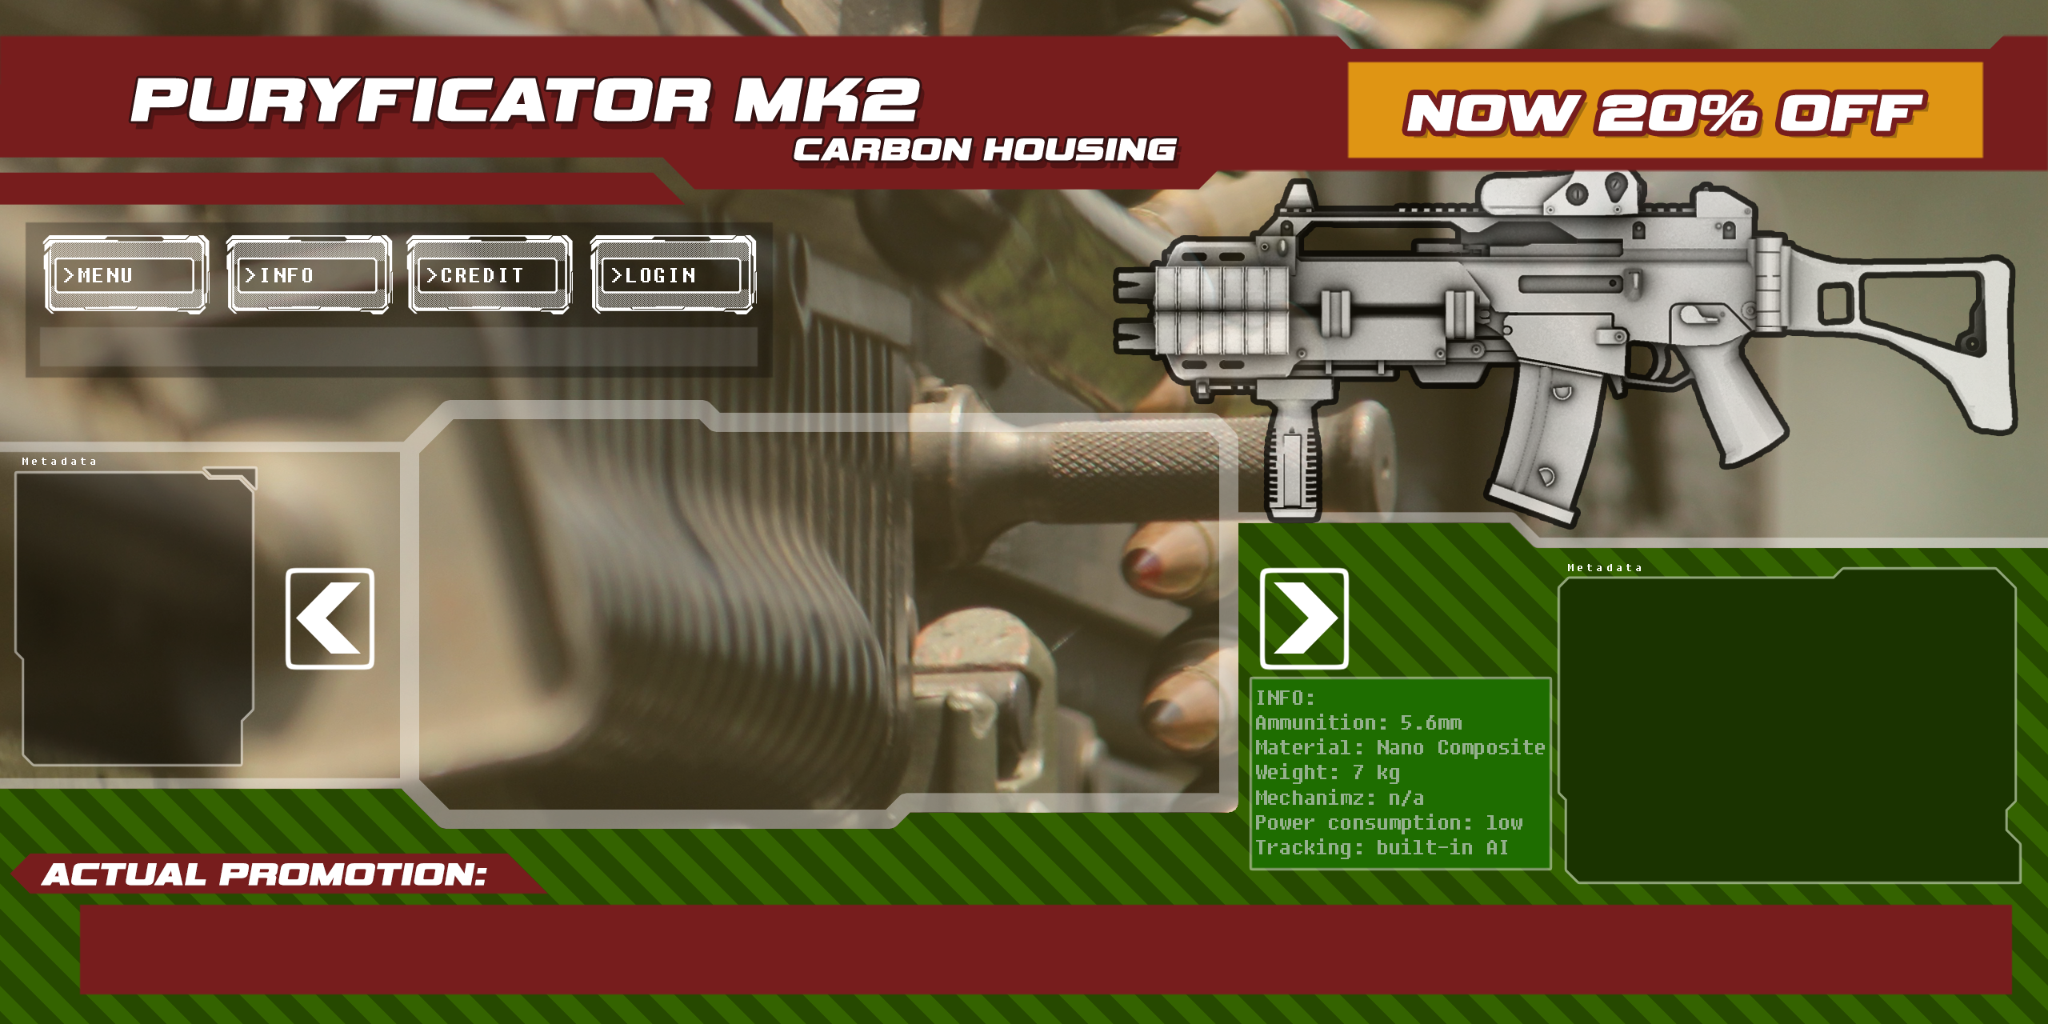 PURYFICATOR MK2
CARBON HOUSING
NOW 20% OFF
>MENU
>INFO
>CREDIT
>LOGIN
Metadata
Metadata
INFO:
Ammunition: 5.6mm
Material: Nano Composite
Weight: 7 kg
Mechanimz: n/a
Power consumption: low
Tracking: built-in AI
ACTUAL PROMOTION: